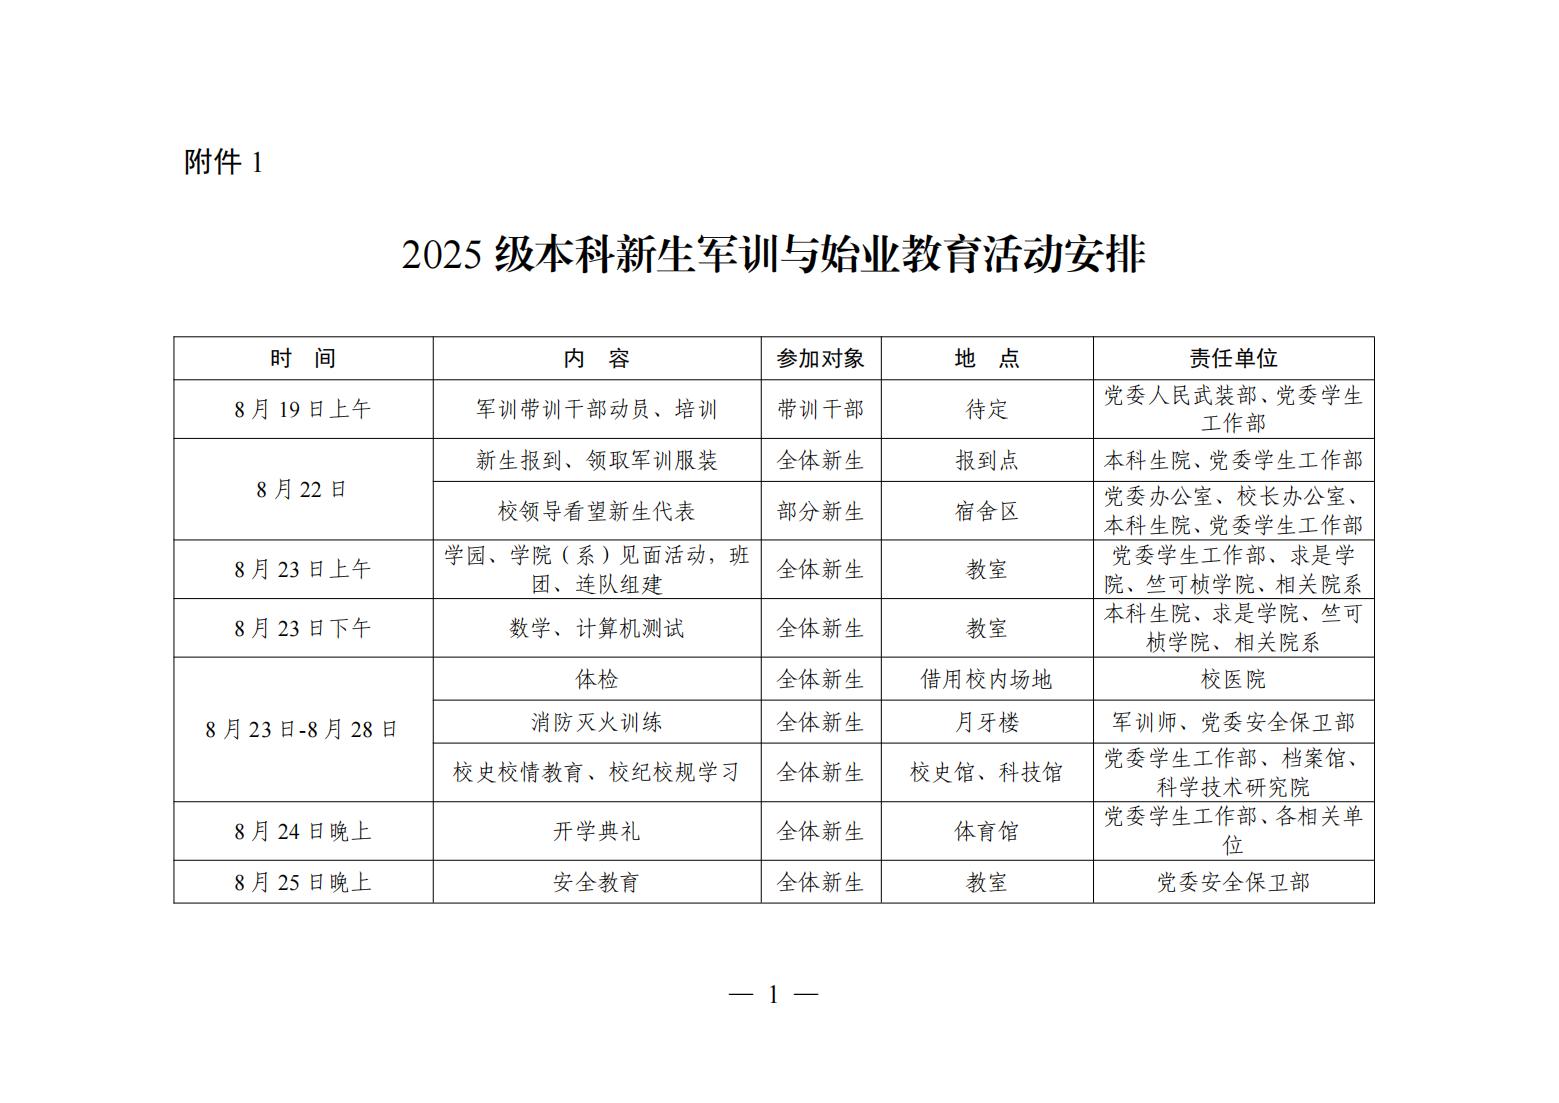 附件 1
2025 级本科新生军训与始业教育活动安排
时 间 内 容 参加对象 地 点 责任单位
8 月 19 日上午 军训带训干部动员、培训 带训干部 待定 党委人民武装部、党委学生
工作部
8 月 22 日
新生报到、领取军训服装 全体新生 报到点 本科生院、党委学生工作部
校领导看望新生代表 部分新生 宿舍区 党委办公室、校长办公室、
本科生院、党委学生工作部
8 月 23 日上午
学园、学院（系）见面活动，班
团、连队组建
全体新生 教室
党委学生工作部、求是学
院、竺可桢学院、相关院系
8 月 23 日下午 数学、计算机测试 全体新生 教室 本科生院、求是学院、竺可
桢学院、相关院系
8 月 23 日-8 月 28 日
体检 全体新生 借用校内场地 校医院
消防灭火训练 全体新生 月牙楼 军训师、党委安全保卫部
校史校情教育、校纪校规学习 全体新生 校史馆、科技馆 党委学生工作部、档案馆、
科学技术研究院
8 月 24 日晚上 开学典礼 全体新生 体育馆 党委学生工作部、各相关单
位
8 月 25 日晚上 安全教育 全体新生 教室 党委安全保卫部
— 1 —